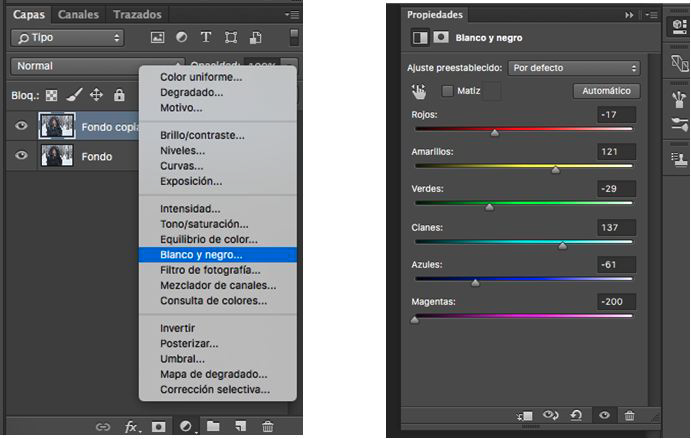 Capas Canales Trazados
Tipo
Normal Opacidad: 100%
Bloq.:
Fondo copia
Fondo
Color uniforme...
Degradado...
Motivo...
Brillo/contraste...
Niveles...
Curvas...
Exposición...
Intensidad...
Tono/saturación...
Equilibrio de color...
Blanco y negro...
Filtro de fotografía...
Mezclador de canales...
Consulta de colores...
Invertir
Posterizar...
Umbral...
Mapa de degradado...
Corrección selectiva...
fx
Propiedades
Blanco y negro
Ajuste preestablecido: Por defecto
Matiz Automático
Rojos: -17
Amarillos: 121
Verdes: -29
Cianes: 137
Azules: -61
Magentas: -200